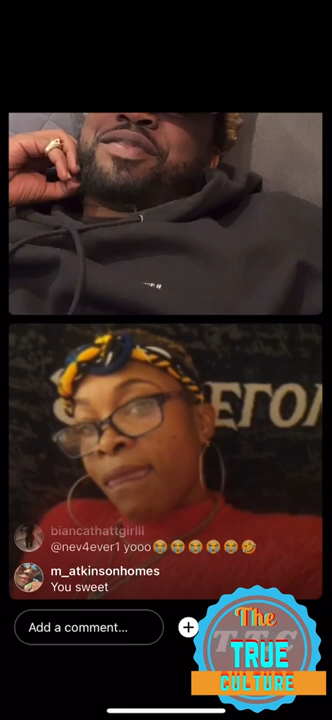 biancathattgirlll
@nev4ever1 yooo😭😭😭😭😭🤣
m_atkinsonhomes
You sweet
Add a comment...
The
TRUE
CULTURE